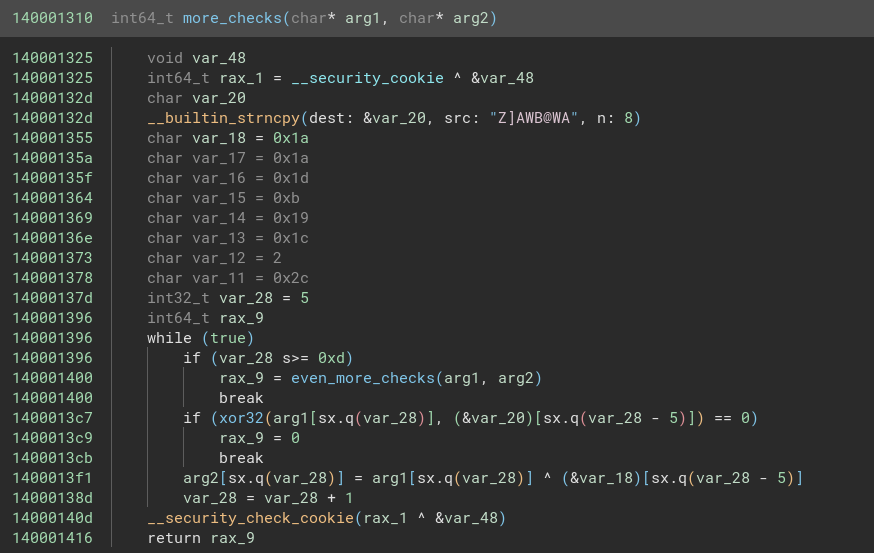 140001310  int64_t more_checks(char* arg1, char* arg2)
140001325      void var_48
140001325      int64_t rax_1 = __security_cookie ^ &var_48
14000132d      char var_20
14000132d      __builtin_strncpy(dest: &var_20, src: "Z]AWB@WA", n: 8)
140001355      char var_18 = 0x1a
14000135a      char var_17 = 0x1a
14000135f      char var_16 = 0x1d
140001364      char var_15 = 0xb
140001369      char var_14 = 0x19
14000136e      char var_13 = 0x1c
140001373      char var_12 = 2
140001378      char var_11 = 0x2c
14000137d      int32_t var_28 = 5
140001396      int64_t rax_9
140001396      while (true)
140001396          if (var_28 s>= 0xd)
140001400              rax_9 = even_more_checks(arg1, arg2)
140001400              break
1400013c7          if (xor32(arg1[sx.q(var_28)], (&var_20)[sx.q(var_28 - 5)]) == 0)
1400013c9              rax_9 = 0
1400013cb              break
1400013f1          arg2[sx.q(var_28)] = arg1[sx.q(var_28)] ^ (&var_18)[sx.q(var_28 - 5)]
14000138d          var_28 = var_28 + 1
14000140d      __security_check_cookie(rax_1 ^ &var_48)
140001416      return rax_9